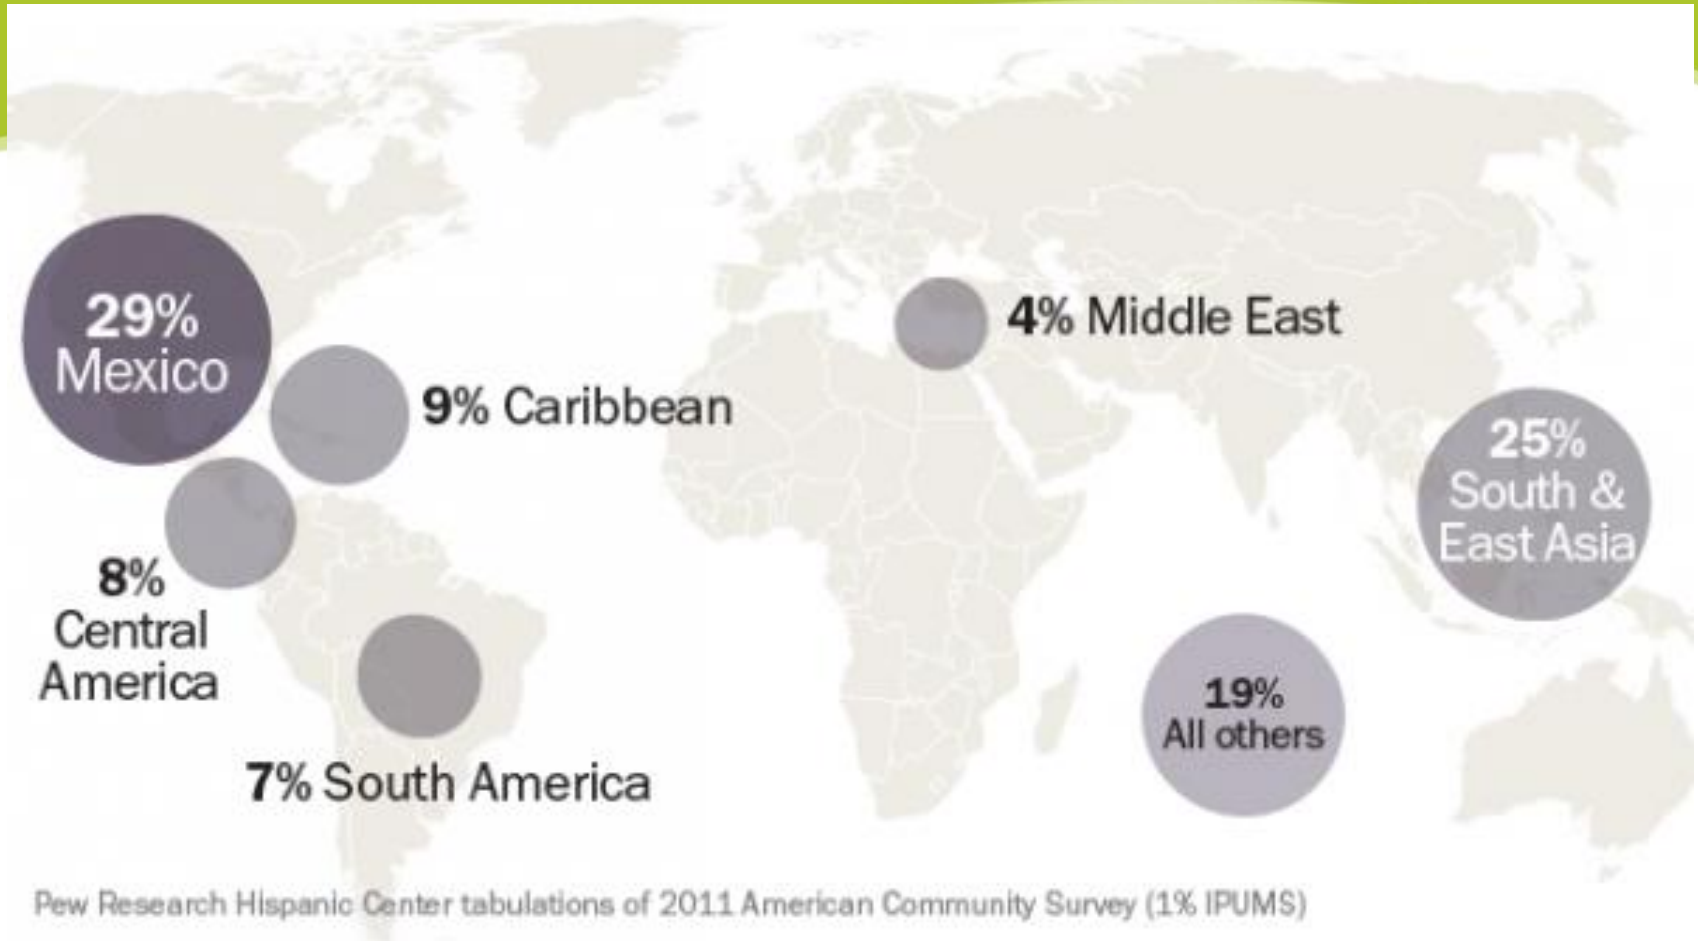 29%
Mexico
9% Caribbean
8%
Central
America
7% South America
4% Middle East
25%
South &
East Asia
19%
All others
Pew Research Hispanic Center tabulations of 2011 American Community Survey (1% IPUMS)